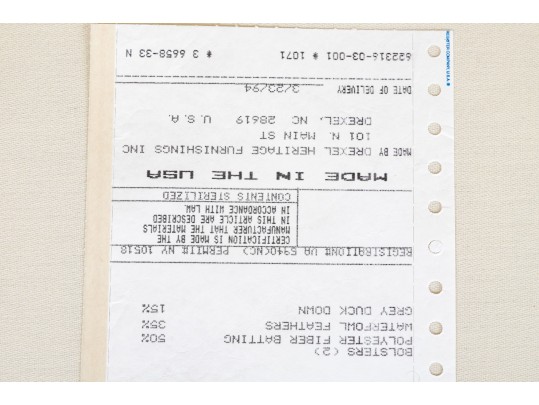 BOLSTERS (2)
POLYESTER FIBER BATTING 50%
WATERFOWL FEATHERS 35%
GREY DUCK DOWN 15%
REGISTRATION# UA 5940(NC) PERMIT# NY 10518
CERTIFICATION IS MADE BY THE
MANUFACTURER THAT THE MATERIALS
IN THIS ARTICLE ARE DESCRIBED
IN ACCORDANCE WITH LAW.
CONTENTS STERILIZED
MADE IN THE USA
MADE BY DREXEL HERITAGE FURNISHINGS INC
101 N. MAIN ST
DREXEL, NC 28619 U.S.A.
DATE OF DELIVERY 3/23/94
622316-03-001 * 1071 * 3 6658-33 N